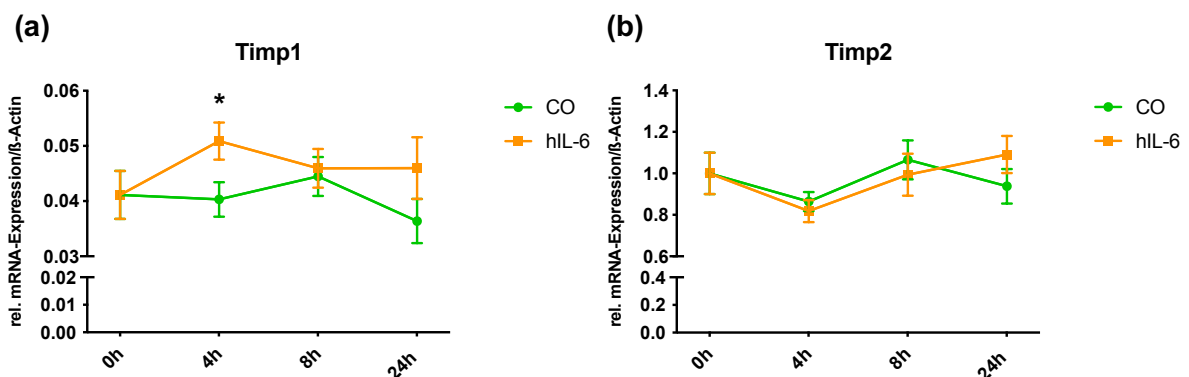 (a)
Timp1
rel. mRNA-Expression/ß-Actin
0.06
0.05
0.04
0.03
0.02
0.01
0.00
*
0h
4h
8h
24h
CO
hIL-6
(b)
Timp2
rel. mRNA-Expression/ß-Actin
1.4
1.2
1.0
0.8
0.6
0.4
0.2
0.0
0h
4h
8h
24h
CO
hIL-6